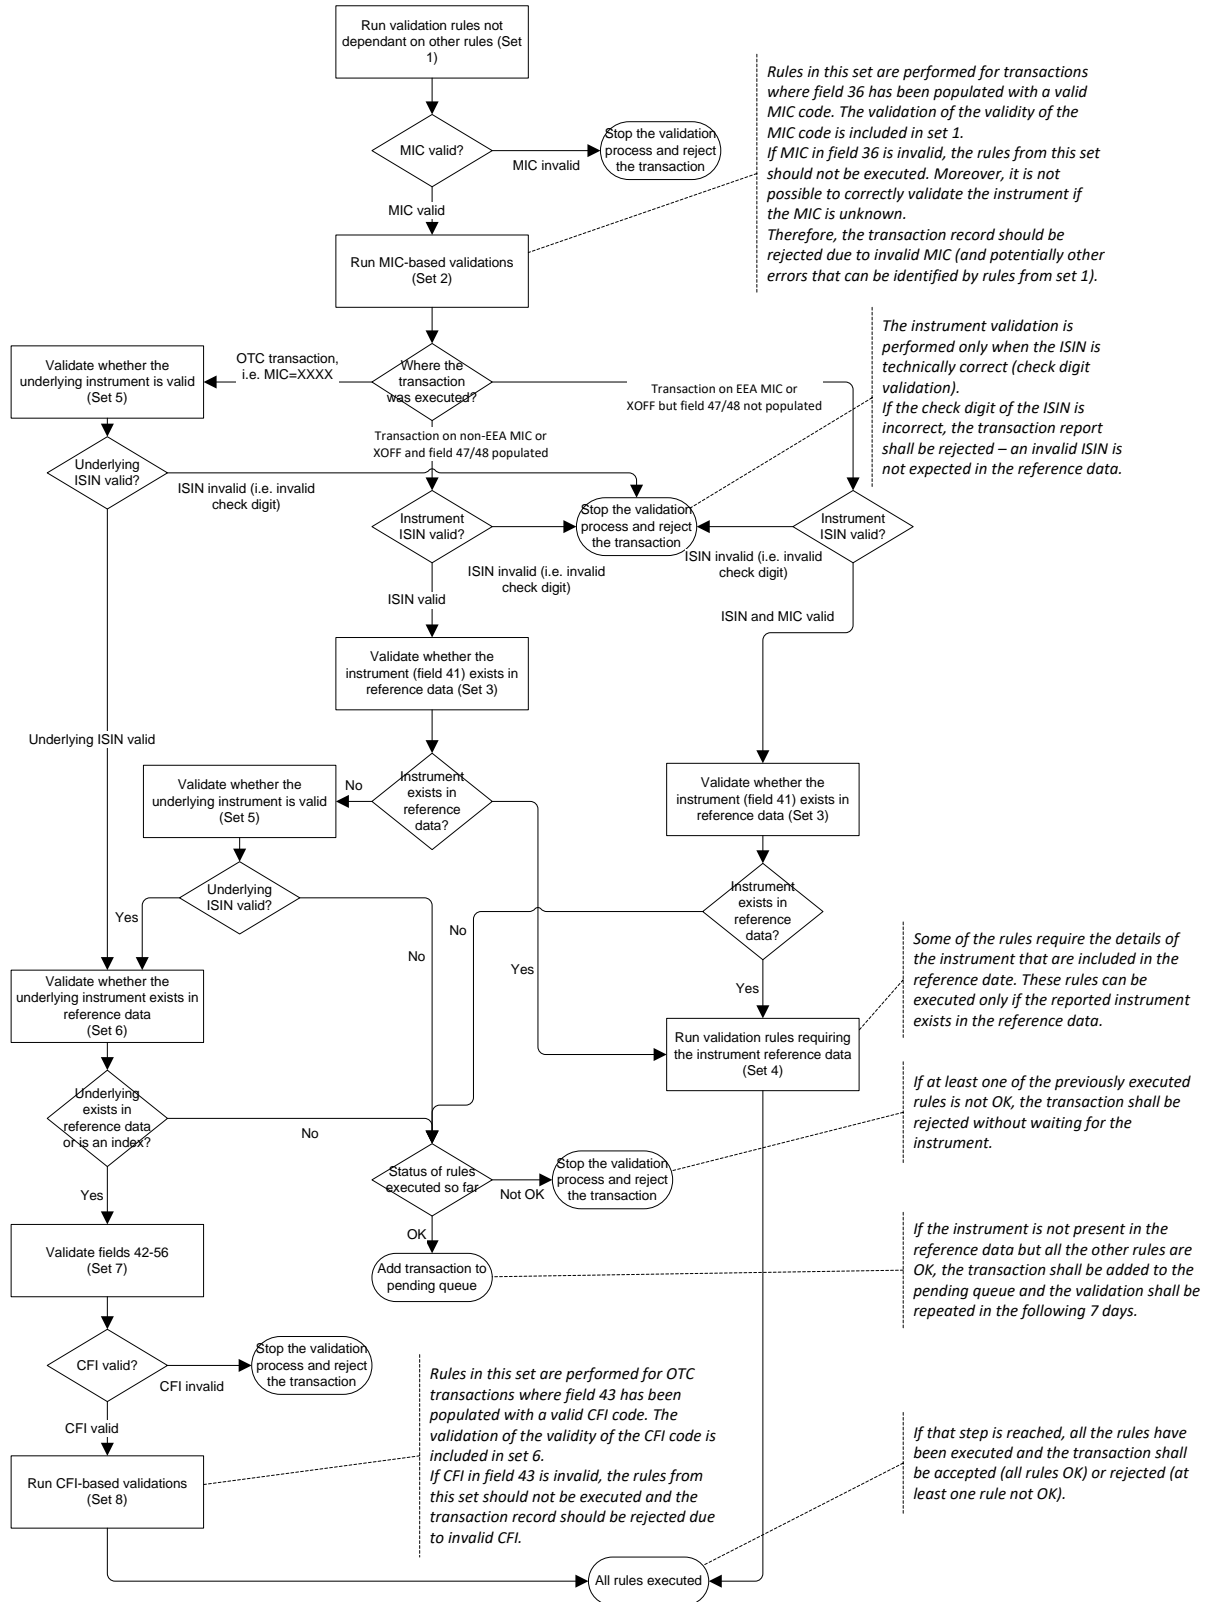 Run validation rules not
dependant on other rules (Set
1)
Rules in this set are performed for transactions
where field 36 has been populated with a valid
MIC code. The validation of the validity of the
MIC code is included in set 1.
If MIC in field 36 is invalid, the rules from this set
should not be executed. Moreover, it is not
possible to correctly validate the instrument if
the MIC is unknown.
Therefore, the transaction record should be
rejected due to invalid MIC (and potentially other
errors that can be identified by rules from set 1).
MIC valid?
MIC invalid
Stop the validation
process and reject
the transaction
MIC valid
Run MIC-based validations
(Set 2)
The instrument validation is
performed only when the ISIN is
technically correct (check digit
validation).
If the check digit of the ISIN is
incorrect, the transaction report
shall be rejected – an invalid ISIN is
not expected in the reference data.
Validate whether the
underlying instrument is valid
(Set 5)
OTC transaction,
i.e. MIC=XXXX
Where the
transaction
was executed?
Transaction on EEA MIC or
XOFF but field 47/48 not populated
Transaction on non-EEA MIC or
XOFF and field 47/48 populated
Underlying
ISIN valid?
ISIN invalid (i.e. invalid
check digit)
Instrument
ISIN valid?
Stop the validation
process and reject
the transaction
Instrument
ISIN valid?
ISIN invalid (i.e. invalid
check digit)
ISIN invalid (i.e. invalid
check digit)
ISIN valid
ISIN and MIC valid
Validate whether the
instrument (field 41) exists in
reference data (Set 3)
Underlying ISIN valid
Validate whether the
underlying instrument is valid
(Set 5)
No
Instrument
exists in
reference
data?
Validate whether the
instrument (field 41) exists in
reference data (Set 3)
Underlying
ISIN valid?
Instrument
exists in
reference
data?
Yes
No
No
Yes
Yes
Some of the rules require the details of
the instrument that are included in the
reference date. These rules can be
executed only if the reported instrument
exists in the reference data.
Validate whether the
underlying instrument exists in
reference data
(Set 6)
Run validation rules requiring
the instrument reference data
(Set 4)
Underlying
exists in
reference data
or is an index?
No
If at least one of the previously executed
rules is not OK, the transaction shall be
rejected without waiting for the
instrument.
Status of rules
executed so far
Not OK
Stop the validation
process and reject
the transaction
Yes
OK
Validate fields 42-56
(Set 7)
Add transaction to
pending queue
If the instrument is not present in the
reference data but all the other rules are
OK, the transaction shall be added to the
pending queue and the validation shall be
repeated in the following 7 days.
CFI valid?
CFI invalid
Stop the validation
process and reject
the transaction
CFI valid
Rules in this set are performed for OTC
transactions where field 43 has been
populated with a valid CFI code. The
validation of the validity of the CFI code is
included in set 6.
If CFI in field 43 is invalid, the rules from
this set should not be executed and the
transaction record should be rejected due
to invalid CFI.
If that step is reached, all the rules have
been executed and the transaction shall
be accepted (all rules OK) or rejected (at
least one rule not OK).
Run CFI-based validations
(Set 8)
All rules executed